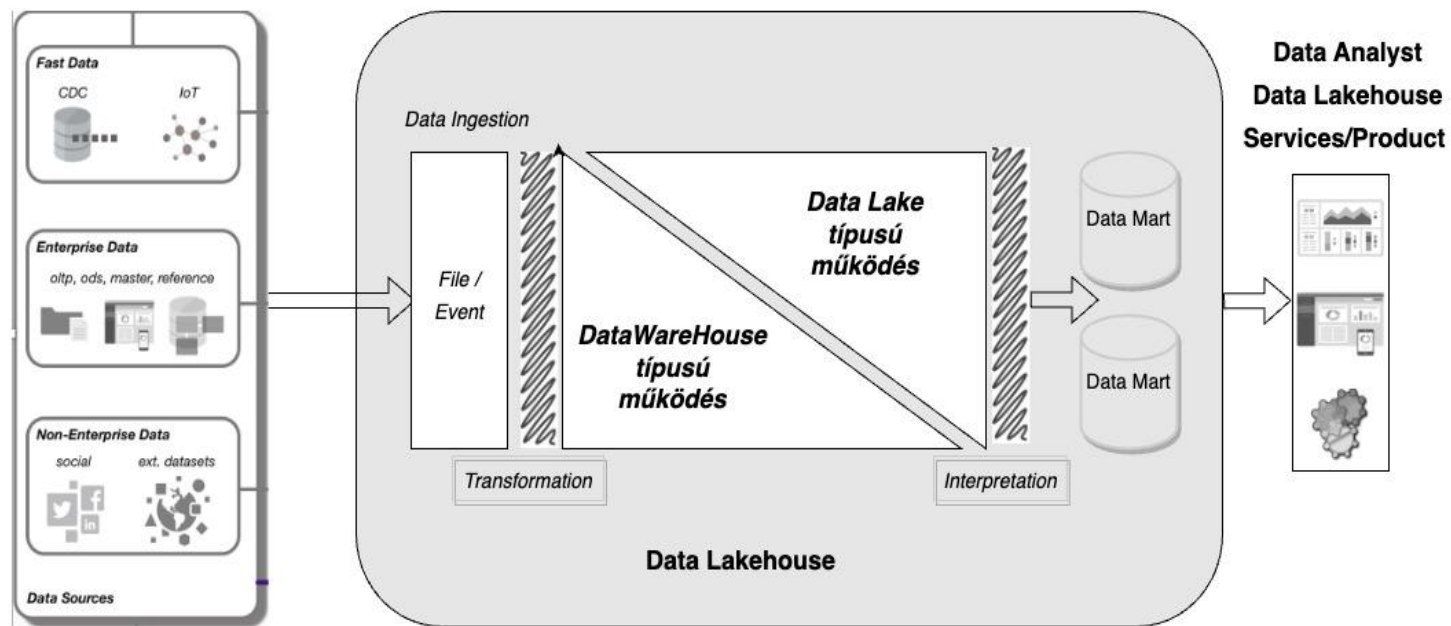 Fast Data
CDC
IoT
Enterprise Data
oltp, ods, master, reference
Non-Enterprise Data
social
ext. datasets
Data Sources
Data Ingestion
File /
Event
Transformation
DataWareHouse
típusú
működés
Data Lake
típusú
működés
Interpretation
Data Mart
Data Mart
Data Lakehouse
Data Analyst
Data Lakehouse
Services/Product